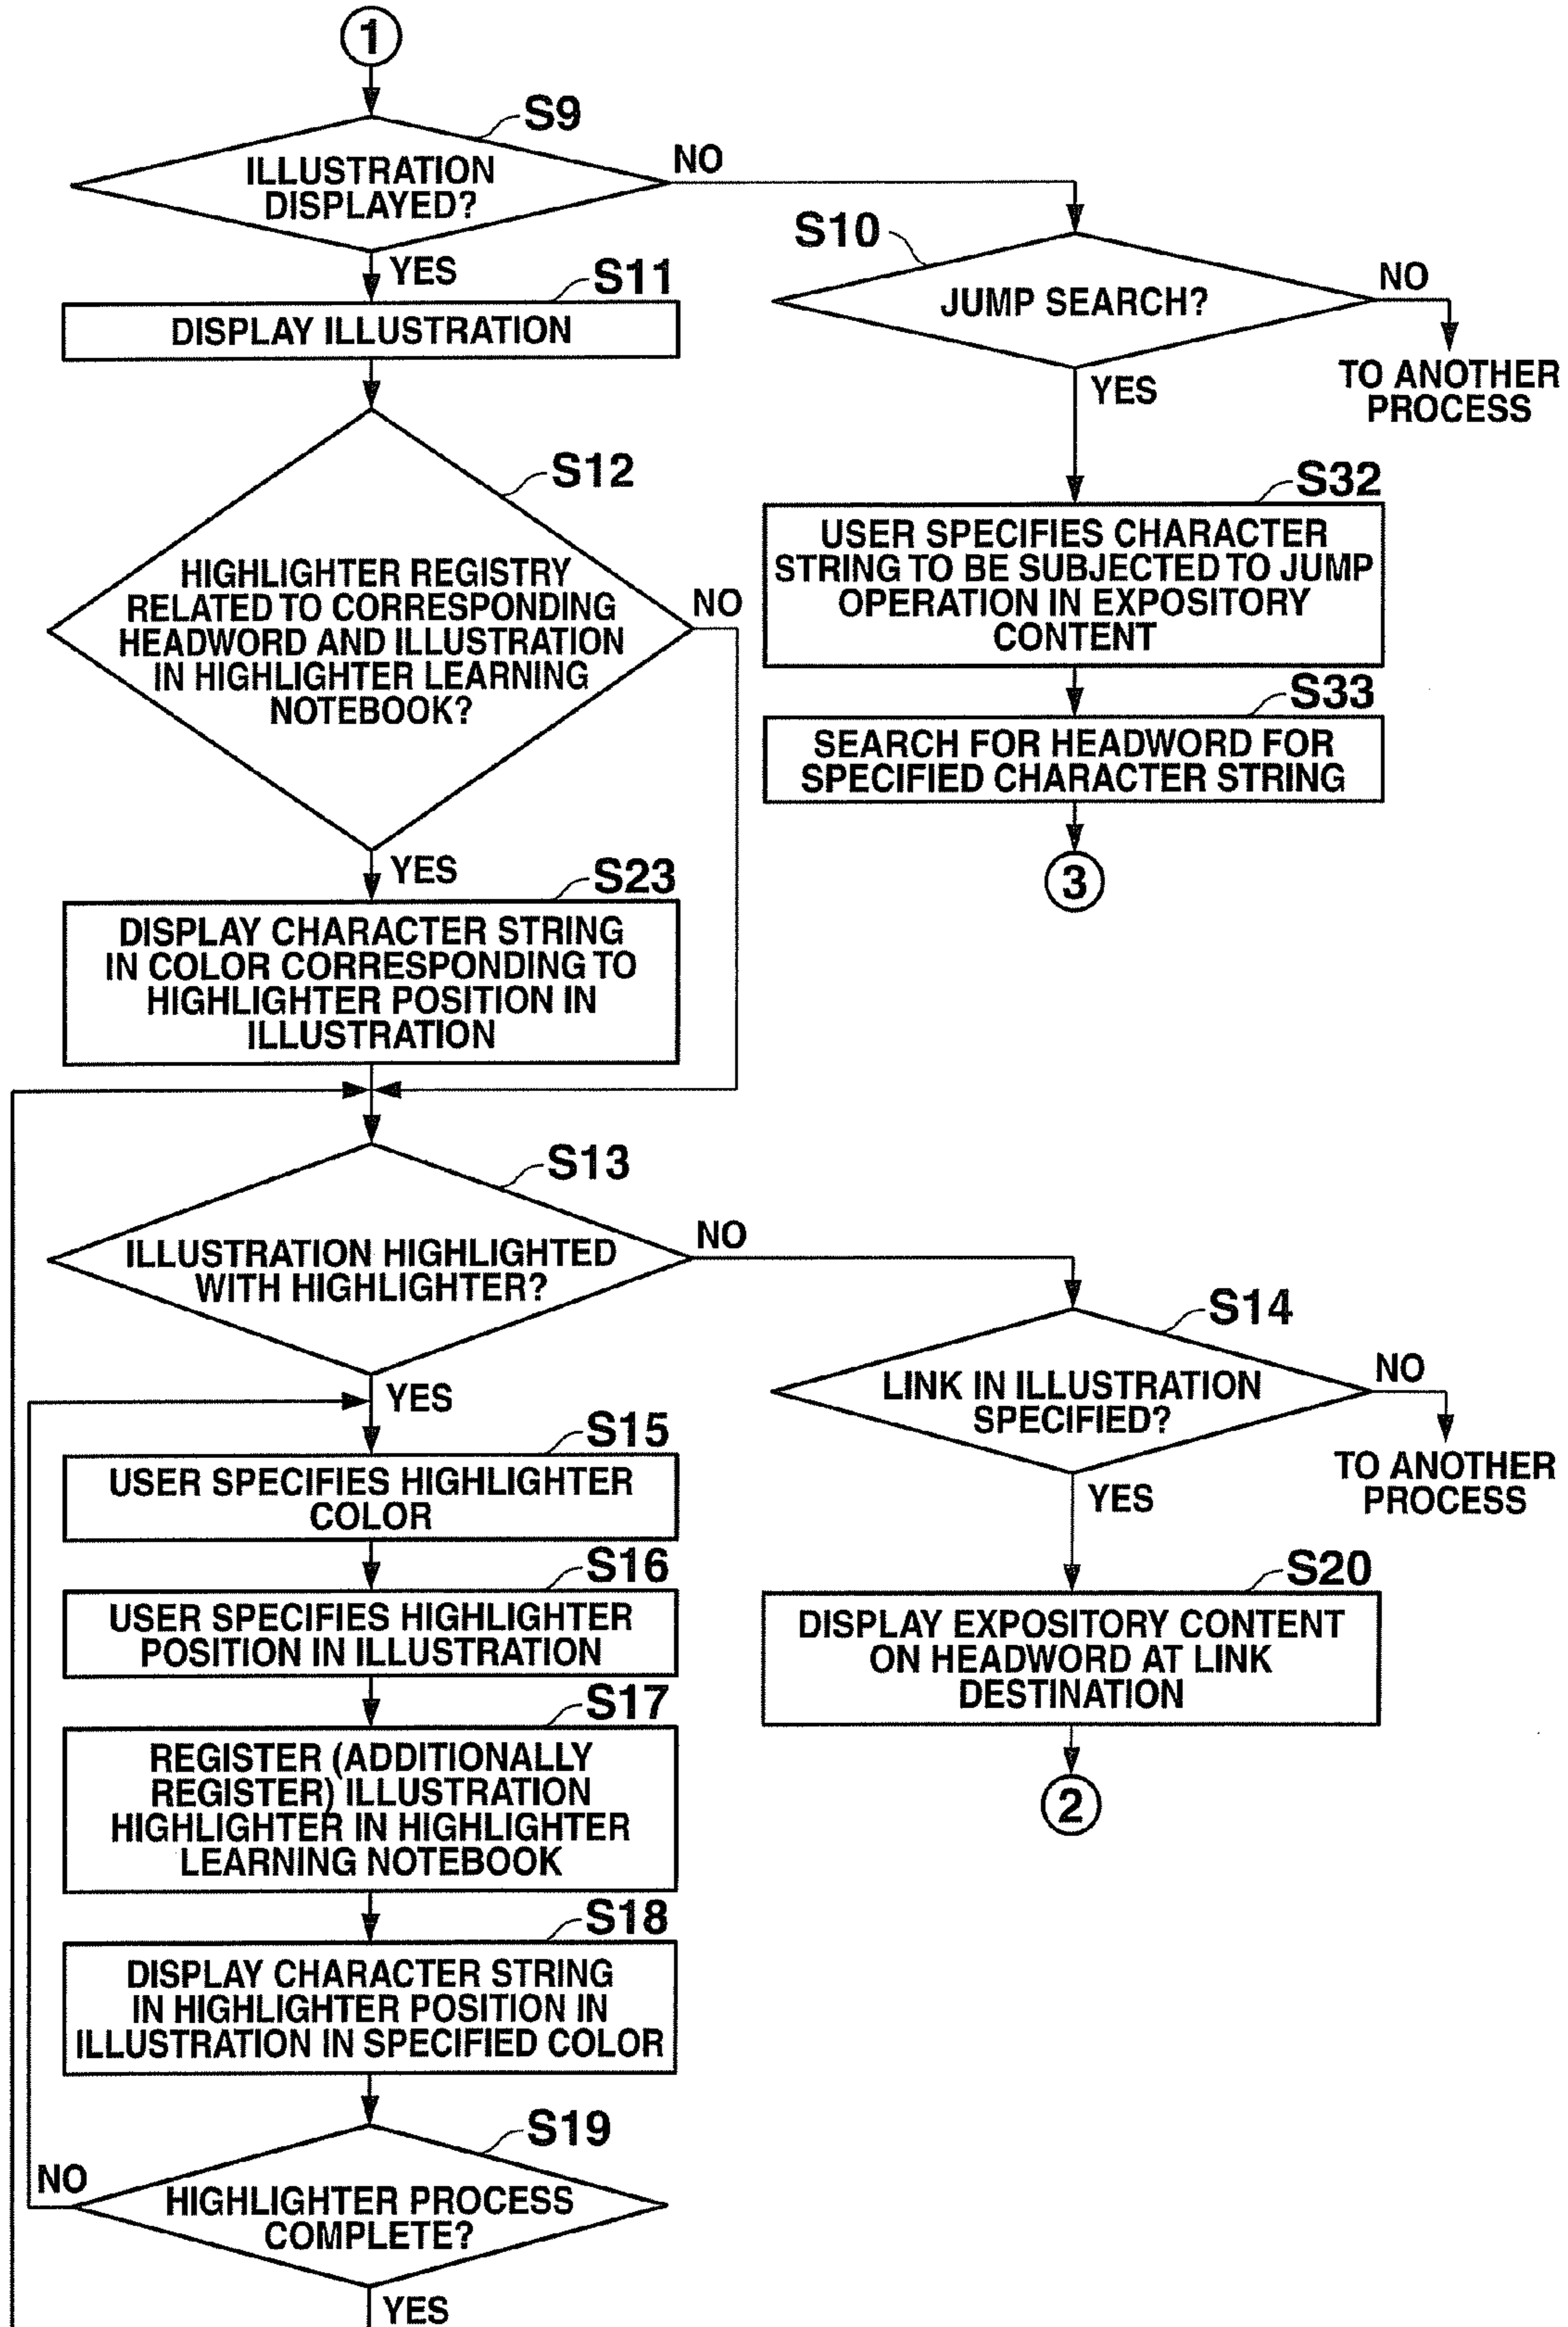 1
S9
ILLUSTRATION
DISPLAYED?
NO
YES
S10
JUMP SEARCH?
NO
TO ANOTHER
PROCESS
YES
S11
DISPLAY ILLUSTRATION
S12
HIGHLIGHTER REGISTRY
RELATED TO CORRESPONDING
HEADWORD AND ILLUSTRATION
IN HIGHLIGHTER LEARNING
NOTEBOOK?
NO
YES
S32
USER SPECIFIES CHARACTER
STRING TO BE SUBJECTED TO JUMP
OPERATION IN EXPOSITORY
CONTENT
S33
SEARCH FOR HEADWORD FOR
SPECIFIED CHARACTER STRING
3
S23
DISPLAY CHARACTER STRING
IN COLOR CORRESPONDING TO
HIGHLIGHTER POSITION IN
ILLUSTRATION
S13
ILLUSTRATION HIGHLIGHTED
WITH HIGHLIGHTER?
NO
YES
S14
LINK IN ILLUSTRATION
SPECIFIED?
NO
TO ANOTHER
PROCESS
YES
S15
USER SPECIFIES HIGHLIGHTER
COLOR
S16
USER SPECIFIES HIGHLIGHTER
POSITION IN ILLUSTRATION
S20
DISPLAY EXPOSITORY CONTENT
ON HEADWORD AT LINK
DESTINATION
2
S17
REGISTER (ADDITIONALLY
REGISTER) ILLUSTRATION
HIGHLIGHTER IN HIGHLIGHTER
LEARNING NOTEBOOK
S18
DISPLAY CHARACTER STRING
IN HIGHLIGHTER POSITION IN
ILLUSTRATION IN SPECIFIED COLOR
S19
NO
HIGHLIGHTER PROCESS
COMPLETE?
YES